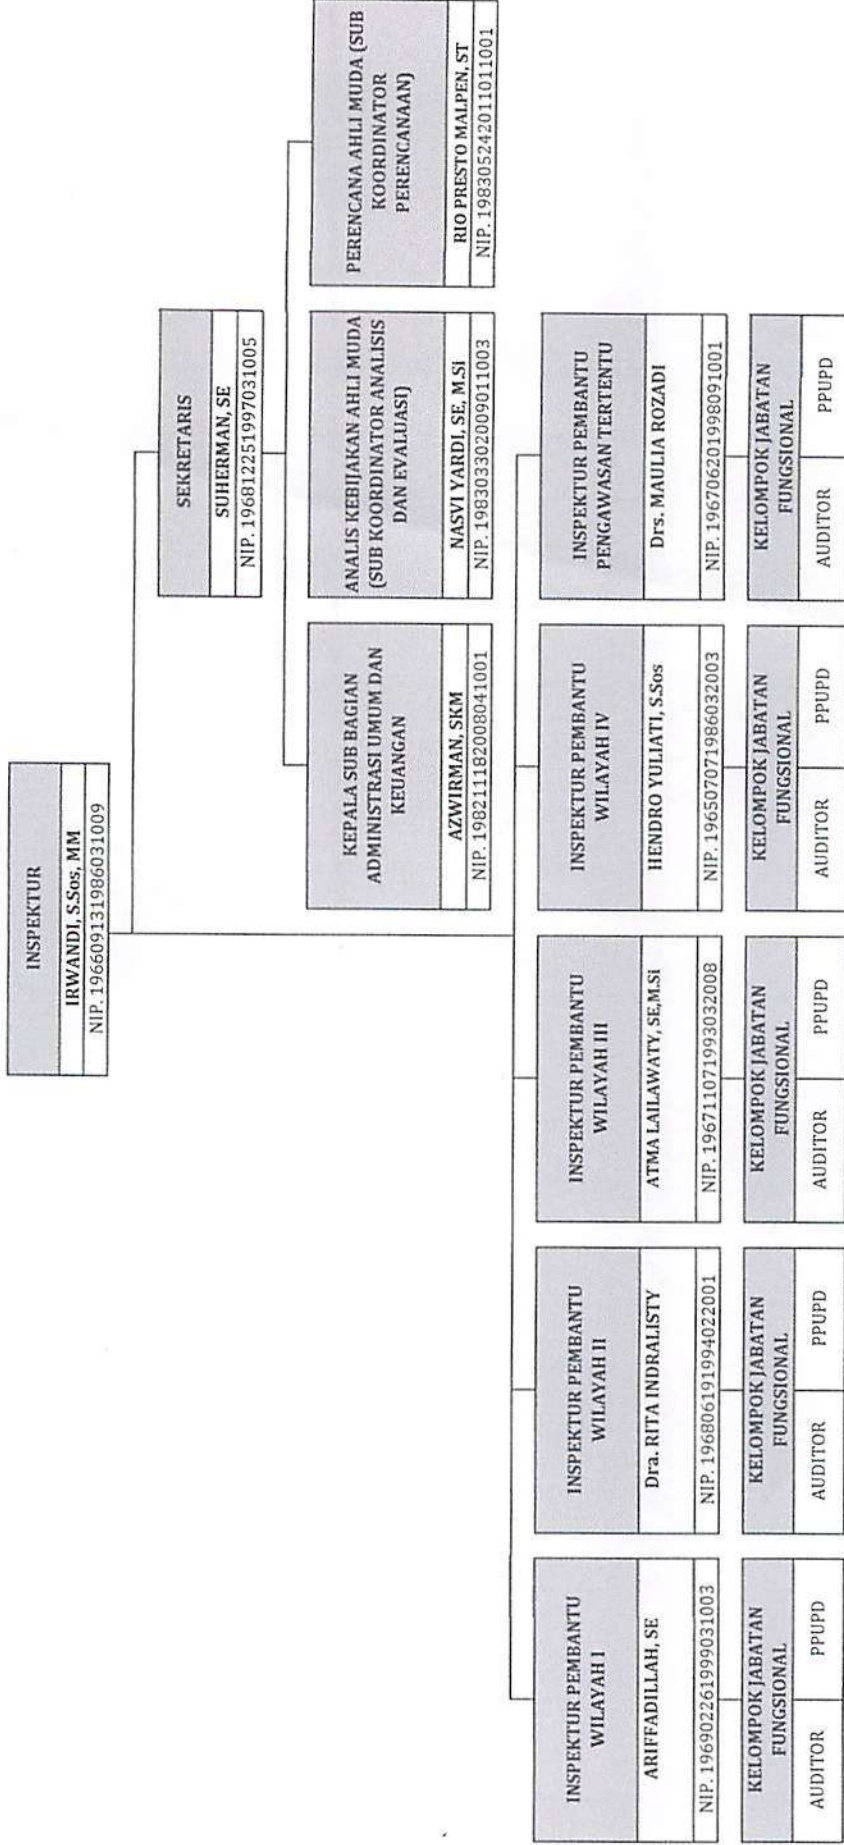 INSPEKTUR
IRWANDI, S.Sos, MM
NIP. 196609131986031009
SEKRETARIS
SUHERMAN, SE
NIP. 196812251997031005
KEPALA SUB BAGIAN
ADMINISTRASI UMUM DAN
KEUANGAN
AZWIRMAN, SKM
NIP. 198211182008041001
ANALIS KEBIJAKAN AHLI MUDA
(SUB KOORDINATOR ANALISIS
DAN EVALUASI)
NASVI YARDI, SE, M.Si
NIP. 198303302009011003
PERENCANA AHLI MUDA (SUB
KOORDINATOR
PERENCANAAN)
RIO PRESTO MALPEN, ST
NIP. 198305242011011001
INSPEKTUR PEMBANTU
WILAYAH I
ARIFFADILLAH, SE
NIP. 196902261999031003
KELOMPOK JABATAN
FUNGSIONAL
AUDITOR PPUPD
INSPEKTUR PEMBANTU
WILAYAH II
Dra. RITA INDRALISTY
NIP. 196806191994022001
KELOMPOK JABATAN
FUNGSIONAL
AUDITOR PPUPD
INSPEKTUR PEMBANTU
WILAYAH III
ATMA LAILAWATY, SE,M.Si
NIP. 196711071993032008
KELOMPOK JABATAN
FUNGSIONAL
AUDITOR PPUPD
INSPEKTUR PEMBANTU
WILAYAH IV
HENDRO YULIATI, S.Sos
NIP. 196507071986032003
KELOMPOK JABATAN
FUNGSIONAL
AUDITOR PPUPD
INSPEKTUR PEMBANTU
PENGAWASAN TERTENTU
Drs. MAULIA ROZADI
NIP. 196706201998091001
KELOMPOK JABATAN
FUNGSIONAL
AUDITOR PPUPD